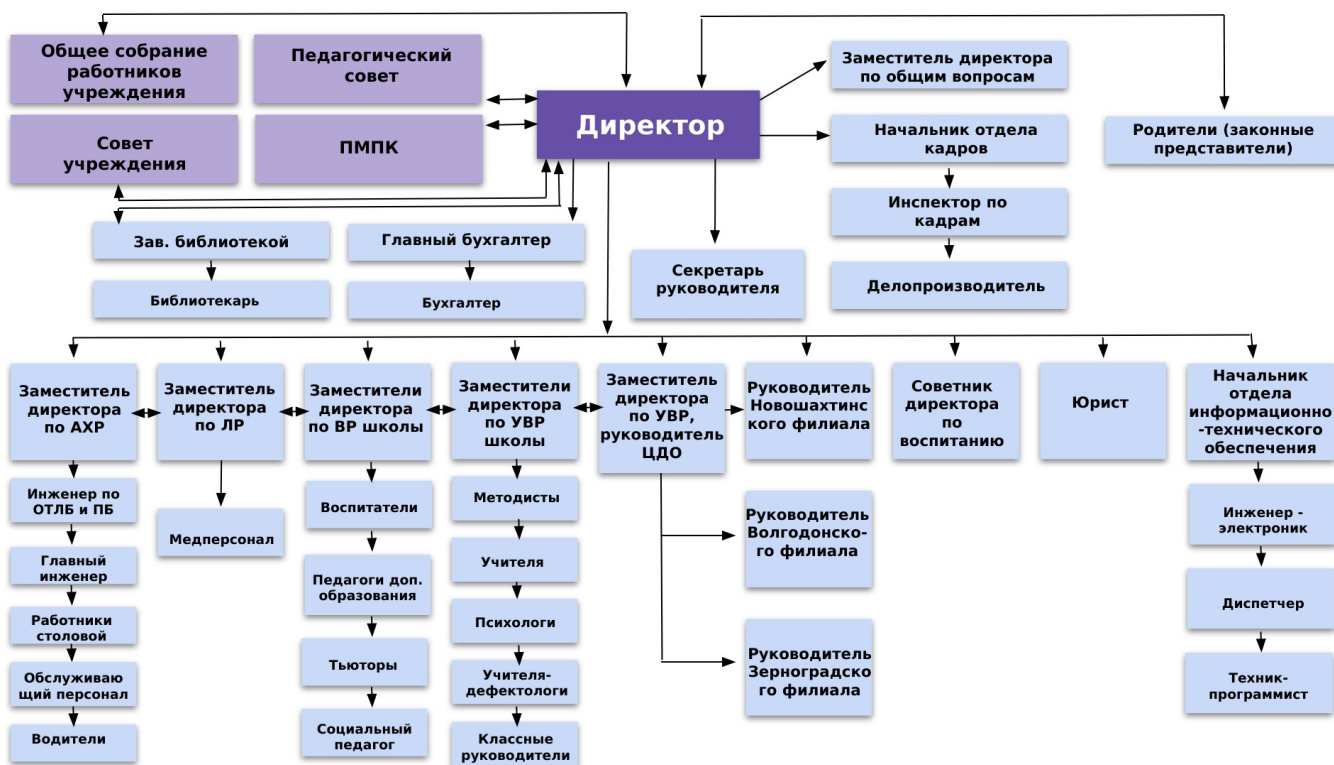 Общее собрание
работников
учреждения
Педагогический
совет
Совет
учреждения
ПМПК
Директор
Заместитель директора
по общим вопросам
Начальник отдела
кадров
Инспектор по
кадрам
Делопроизводитель
Родители (законные
представители)
Зав. библиотекой
Библиотекарь
Главный бухгалтер
Бухгалтер
Секретарь
руководителя
Заместитель
директора
по АХР
Инженер по
ОТЛБ и ПБ
Главный
инженер
Работники
столовой
Обслуживаю
щий персонал
Водители
Заместитель
директора
по ЛР
Медперсонал
Заместители
директора
по ВР школы
Воспитатели
Педагоги доп.
образования
Тьюторы
Социальный
педагог
Заместители
директора
по УВР
школы
Методисты
Учителя
Психологи
Учителя-
дефектологи
Классные
руководители
Заместитель
директора
по УВР,
руководитель
ЦДО
Руководитель
Новошахтинс
кого филиала
Руководитель
Волгодонско-
го филиала
Руководитель
Зерноградско
го филиала
Советник
директора
по
воспитанию
Юрист
Начальник
отдела
информационно
-технического
обеспечения
Инженер -
электроник
Диспетчер
Техник-
программист